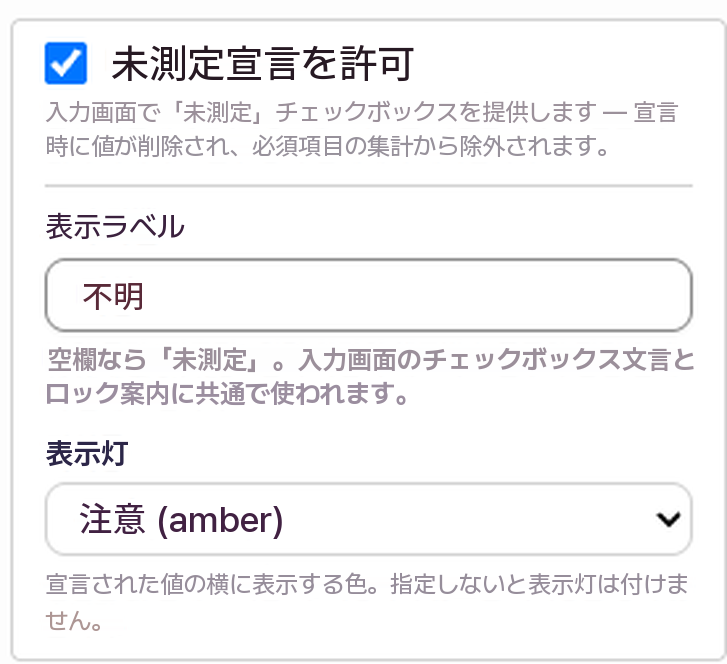 未測定宣言を許可
入力画面で「未測定」チェックボックスを提供します — 宣言
時に値が削除され、必須項目の集計から除外されます。
表示ラベル
不明
空欄なら「未測定」。入力画面のチェックボックス文言と
ロック案内に共通で使われます。
表示灯
注意 (amber)
宣言された値の横に表示する色。指定しないと表示灯は付けま
せん。